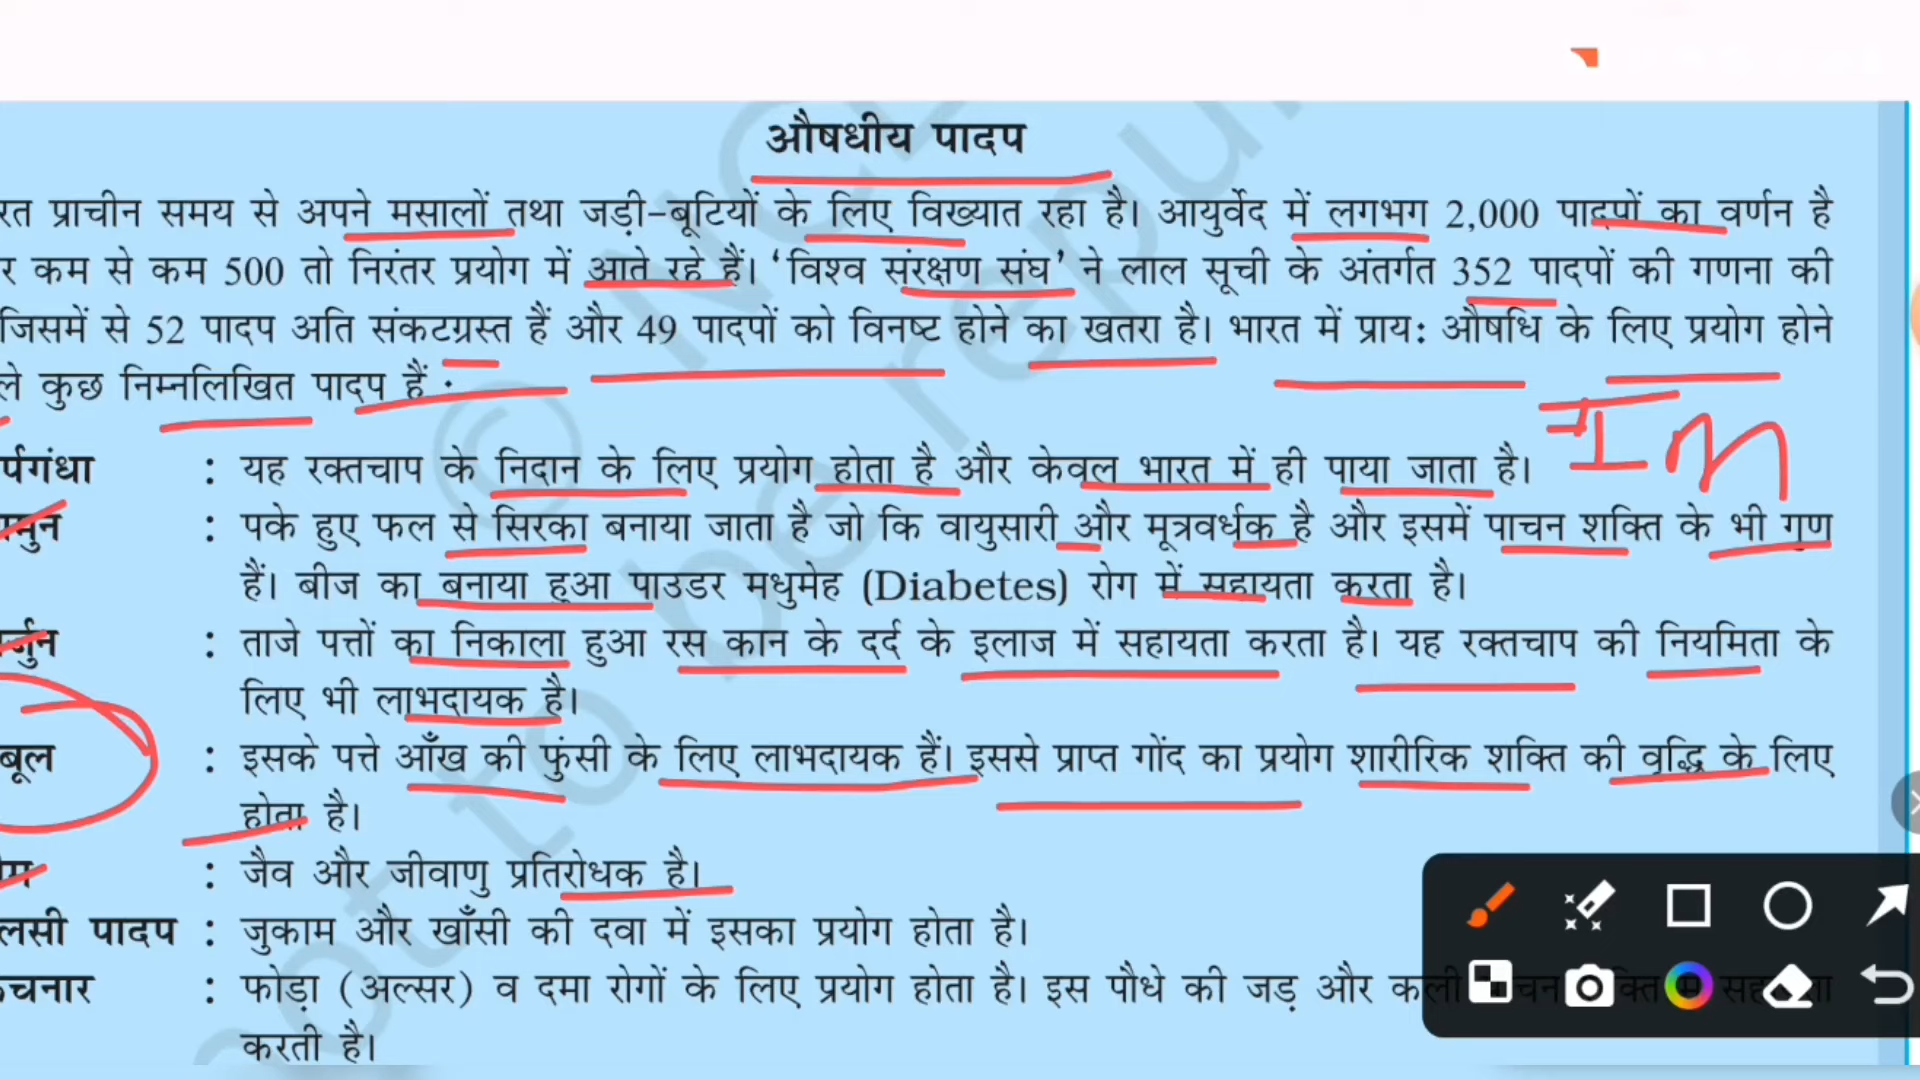 औषधीय पादप
रत प्राचीन समय से अपने मसालों तथा जड़ी-बूटियों के लिए विख्यात रहा है। आयुर्वेद में लगभग 2,000 पादपों का वर्णन है
र कम से कम 500 तो निरंतर प्रयोग में आते रहे हैं। ‘विश्व संरक्षण संघ’ ने लाल सूची के अंतर्गत 352 पादपों की गणना की
जिसमें से 52 पादप अति संकटग्रस्त हैं और 49 पादपों को विनष्ट होने का खतरा है। भारत में प्राय: औषधि के लिए प्रयोग होने
ले कुछ निम्नलिखित पादप हैं :
IM
र्पगंधा : यह रक्तचाप के निदान के लिए प्रयोग होता है और केवल भारत में ही पाया जाता है।
ामुन : पके हुए फल से सिरका बनाया जाता है जो कि वायुसारी और मूत्रवर्धक है और इसमें पाचन शक्ति के भी गुण
हैं। बीज का बनाया हुआ पाउडर मधुमेह (Diabetes) रोग में सहायता करता है।
र्जुन : ताजे पत्तों का निकाला हुआ रस कान के दर्द के इलाज में सहायता करता है। यह रक्तचाप की नियमिता के
लिए भी लाभदायक है।
बूल : इसके पत्ते आँख की फुंसी के लिए लाभदायक हैं। इससे प्राप्त गोंद का प्रयोग शारीरिक शक्ति की वृद्धि के लिए
होता है।
ीम : जैव और जीवाणु प्रतिरोधक है।
लसी पादप : जुकाम और खाँसी की दवा में इसका प्रयोग होता है।
चनार : फोड़ा (अल्सर) व दमा रोगों के लिए प्रयोग होता है। इस पौधे की जड़ और कली
करती है।